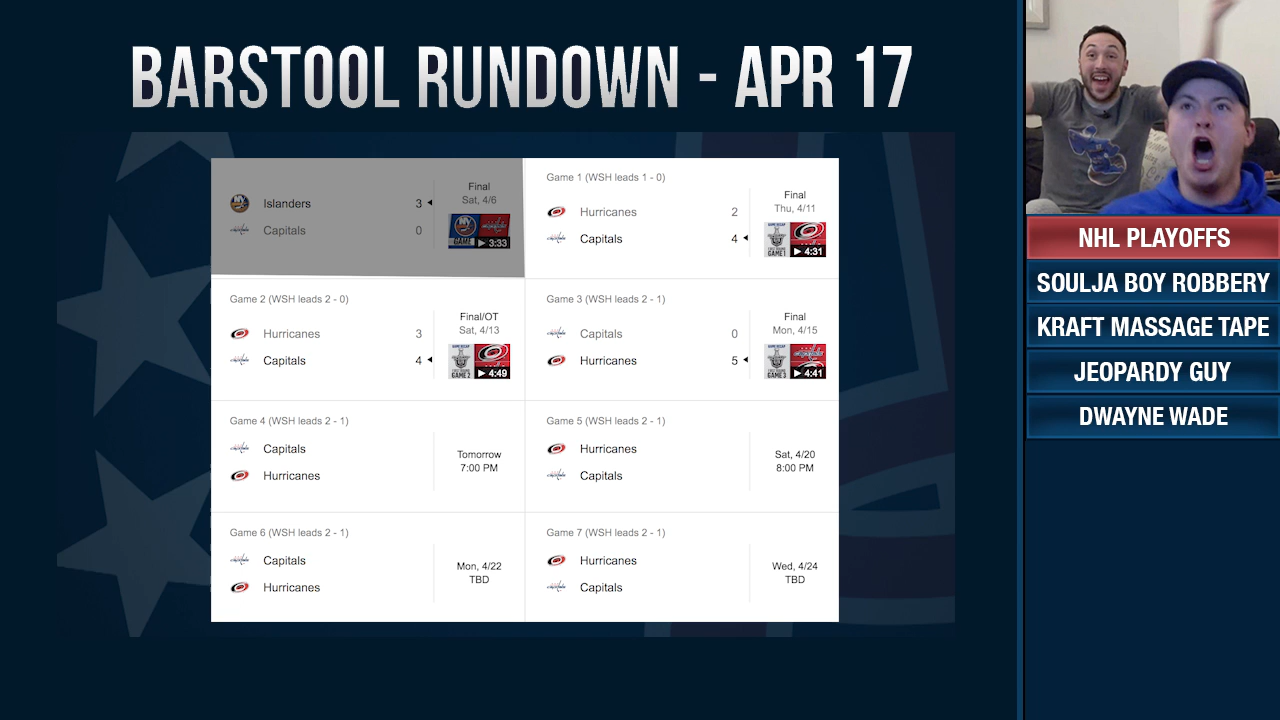 BARSTOOL RUNDOWN - APR 17
Islanders 3
Capitals 0
Final
Sat, 4/6
GAME
3:33
Game 1 (WSH leads 1 - 0)
Hurricanes 2
Capitals 4
Final
Thu, 4/11
4:31
Game 2 (WSH leads 2 - 0)
Hurricanes 3
Capitals 4
Final/OT
Sat, 4/13
4:49
Game 3 (WSH leads 2 - 1)
Capitals 0
Hurricanes 5
Final
Mon, 4/15
4:41
Game 4 (WSH leads 2 - 1)
Capitals
Hurricanes
Tomorrow
7:00 PM
Game 5 (WSH leads 2 - 1)
Hurricanes
Capitals
Sat, 4/20
8:00 PM
Game 6 (WSH leads 2 - 1)
Capitals
Hurricanes
Mon, 4/22
TBD
Game 7 (WSH leads 2 - 1)
Hurricanes
Capitals
Wed, 4/24
TBD
NHL PLAYOFFS
SOULJA BOY ROBBERY
KRAFT MASSAGE TAPE
JEOPARDY GUY
DWAYNE WADE